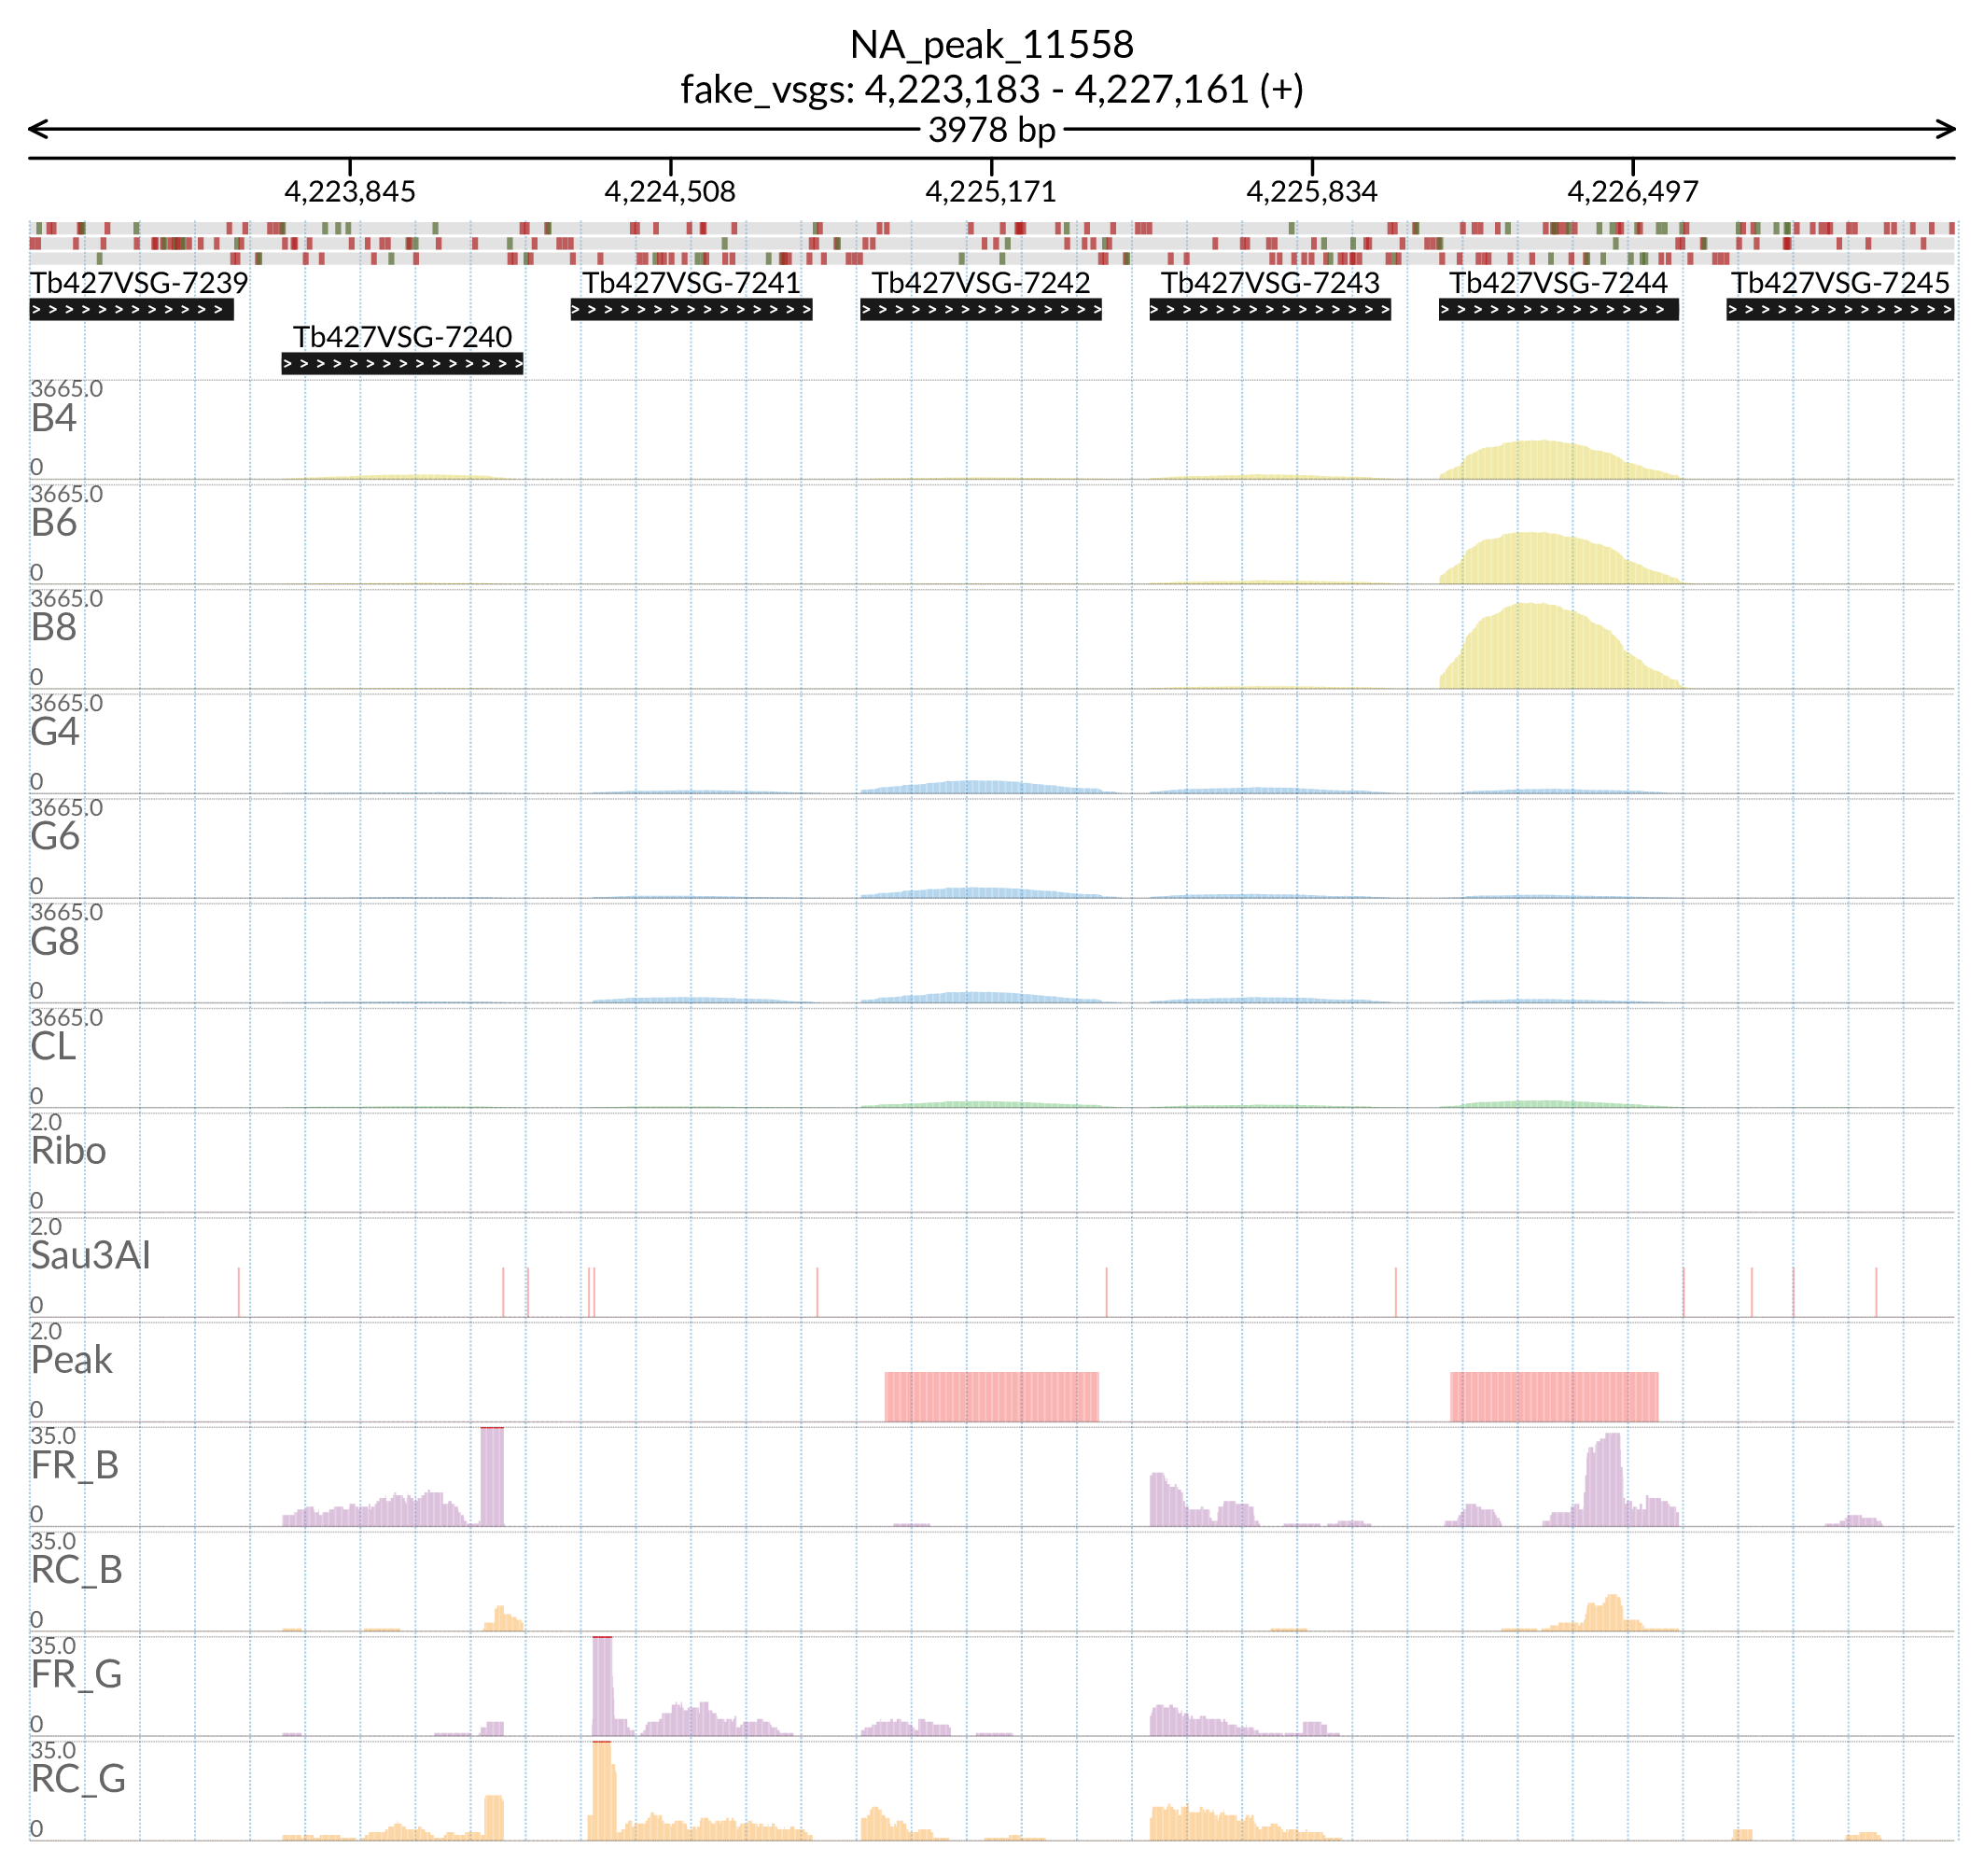 NA_peak_11558
fake_vsgs: 4,223,183 - 4,227,161 (+)
3978 bp
4,223,845 4,224,508 4,225,171 4,225,834 4,226,497
Tb427VSG-7239 Tb427VSG-7241 Tb427VSG-7242 Tb427VSG-7243 Tb427VSG-7244 Tb427VSG-7245
Tb427VSG-7240
3665.0
B4
0
3665.0
B6
0
3665.0
B8
0
3665.0
G4
0
3665.0
G6
0
3665.0
G8
0
3665.0
CL
0
2.0
Ribo
0
2.0
Sau3AI
0
2.0
Peak
0
35.0
FR_B
0
35.0
RC_B
0
35.0
FR_G
0
35.0
RC_G
0